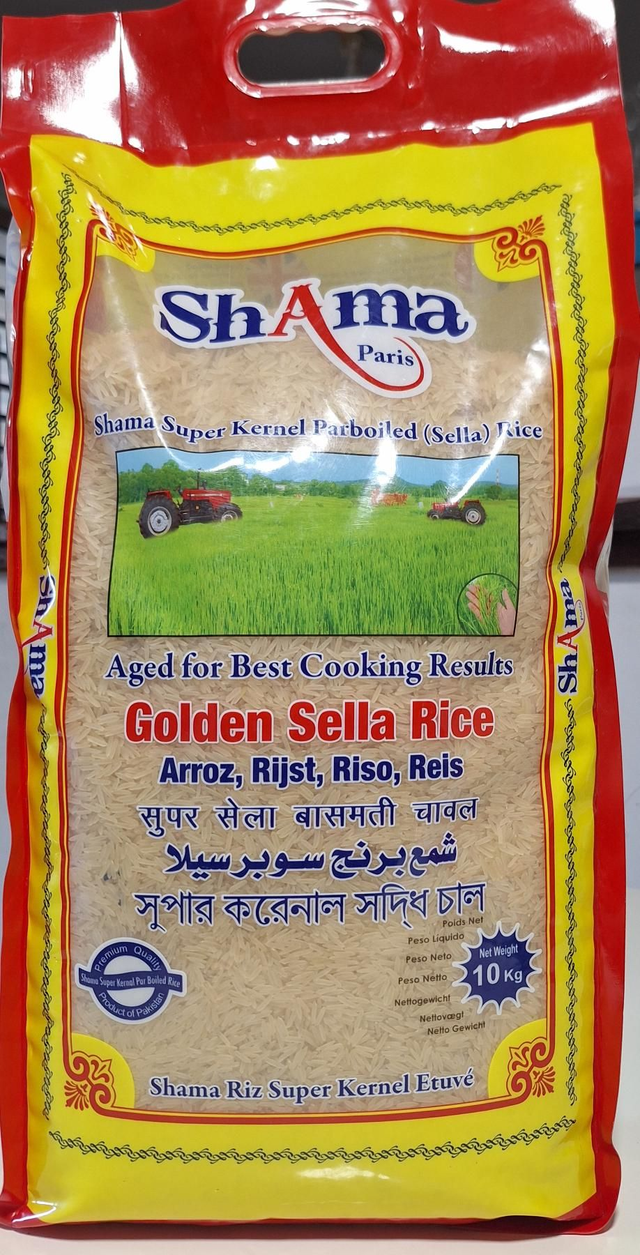 ShAma
Paris
Shama Super Kernel Parboiled (Sella) Rice
ShAma
ShAma
Aged for Best Cooking Results
Golden Sella Rice
Arroz, Rijst, Riso, Reis
सुपर सेला बासमती चावल
شمع برنج سوبر سيلا
সুপার করেনাল সদ্ধি চাল
Poids Net
Peso Líquido
Peso Neto
Peso Netto
Nettogewicht
Nettovægt
Netto Gewicht
Net Weight
10 Kg
Premium Quality
Shama Super Kernal Par Boiled Rice
Product of Pakistan
Shama Riz Super Kernel Etuvé